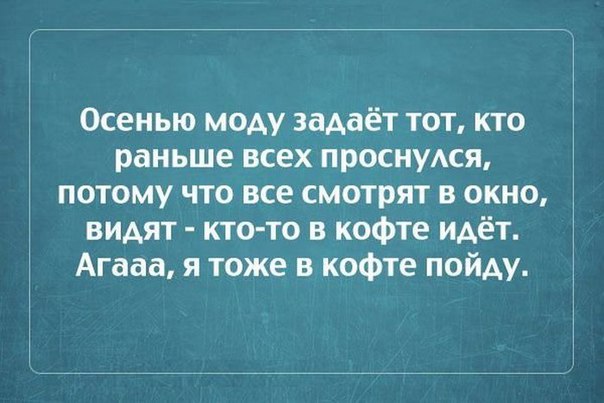 Осенью моду задаёт тот, кто
раньше всех проснулся,
потому что все смотрят в окно,
видят - кто-то в кофте идёт.
Агааа, я тоже в кофте пойду.